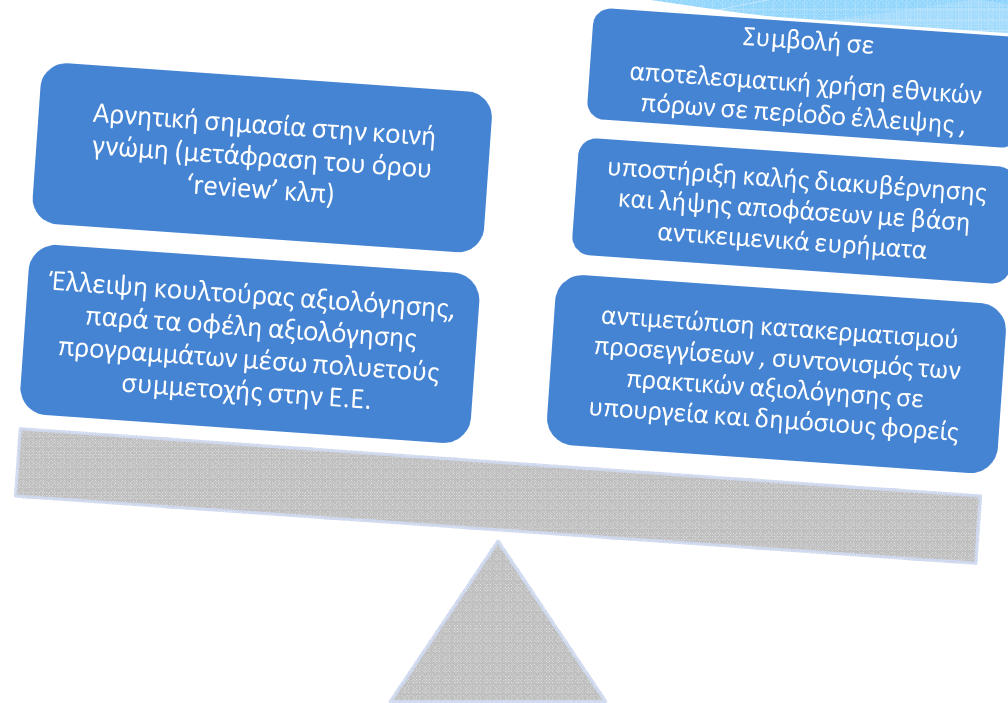 Αρνητική σημασία στην κοινή
γνώμη (μετάφραση του όρου
‘review’ κλπ)
Έλλειψη κουλτούρας αξιολόγησης,
παρά τα οφέλη αξιολόγησης
προγραμμάτων μέσω πολυετούς
συμμετοχής στην Ε.Ε.
Συμβολή σε
αποτελεσματική χρήση εθνικών
πόρων σε περίοδο έλλειψης ,
υποστήριξη καλής διακυβέρνησης
και λήψης αποφάσεων με βάση
αντικειμενικά ευρήματα
αντιμετώπιση κατακερματισμού
προσεγγίσεων , συντονισμός των
πρακτικών αξιολόγησης σε
υπουργεία και δημόσιους φορείς